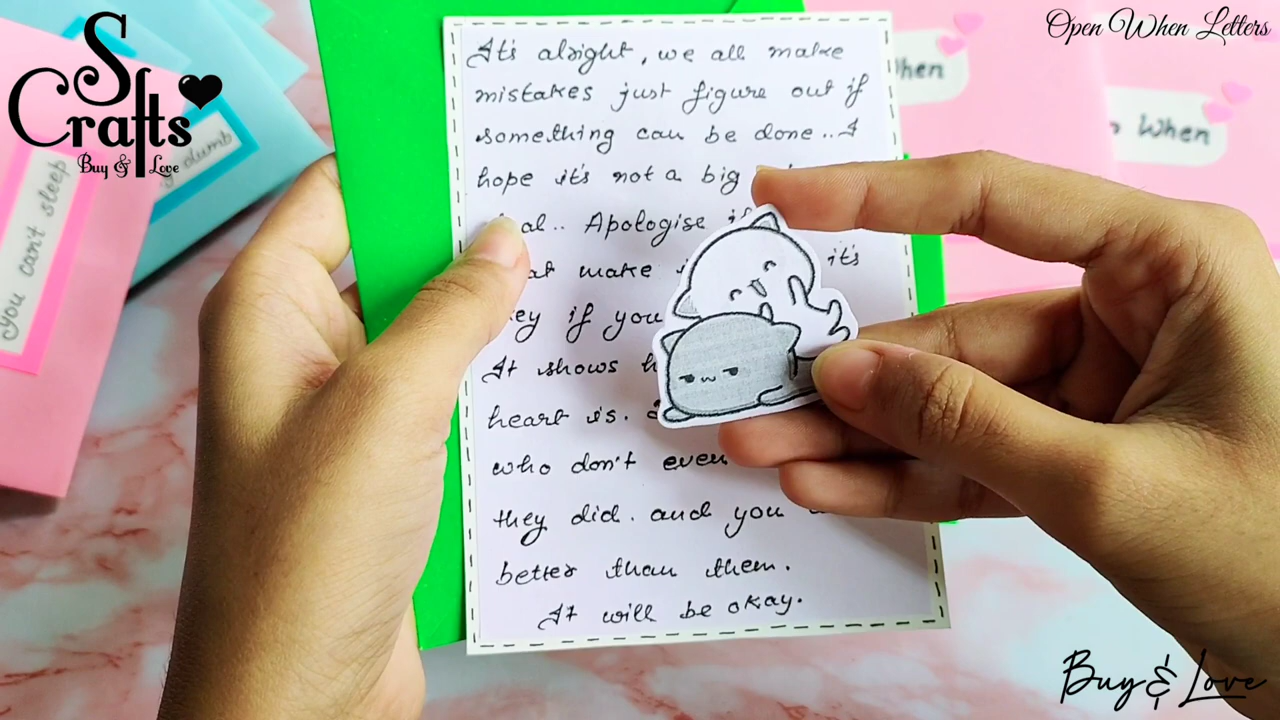 S
Crafts
Buy & Love
you can't sleep
dumb
Open When Letters
When
When
It's alright, we all make
mistakes just figure out if
something can be done.. I
hope it's not a big
Apologise
make it's
if you
It shows
heart is.
who don't even
they did. and you
better than them.
It will be okay.
Buy & Love